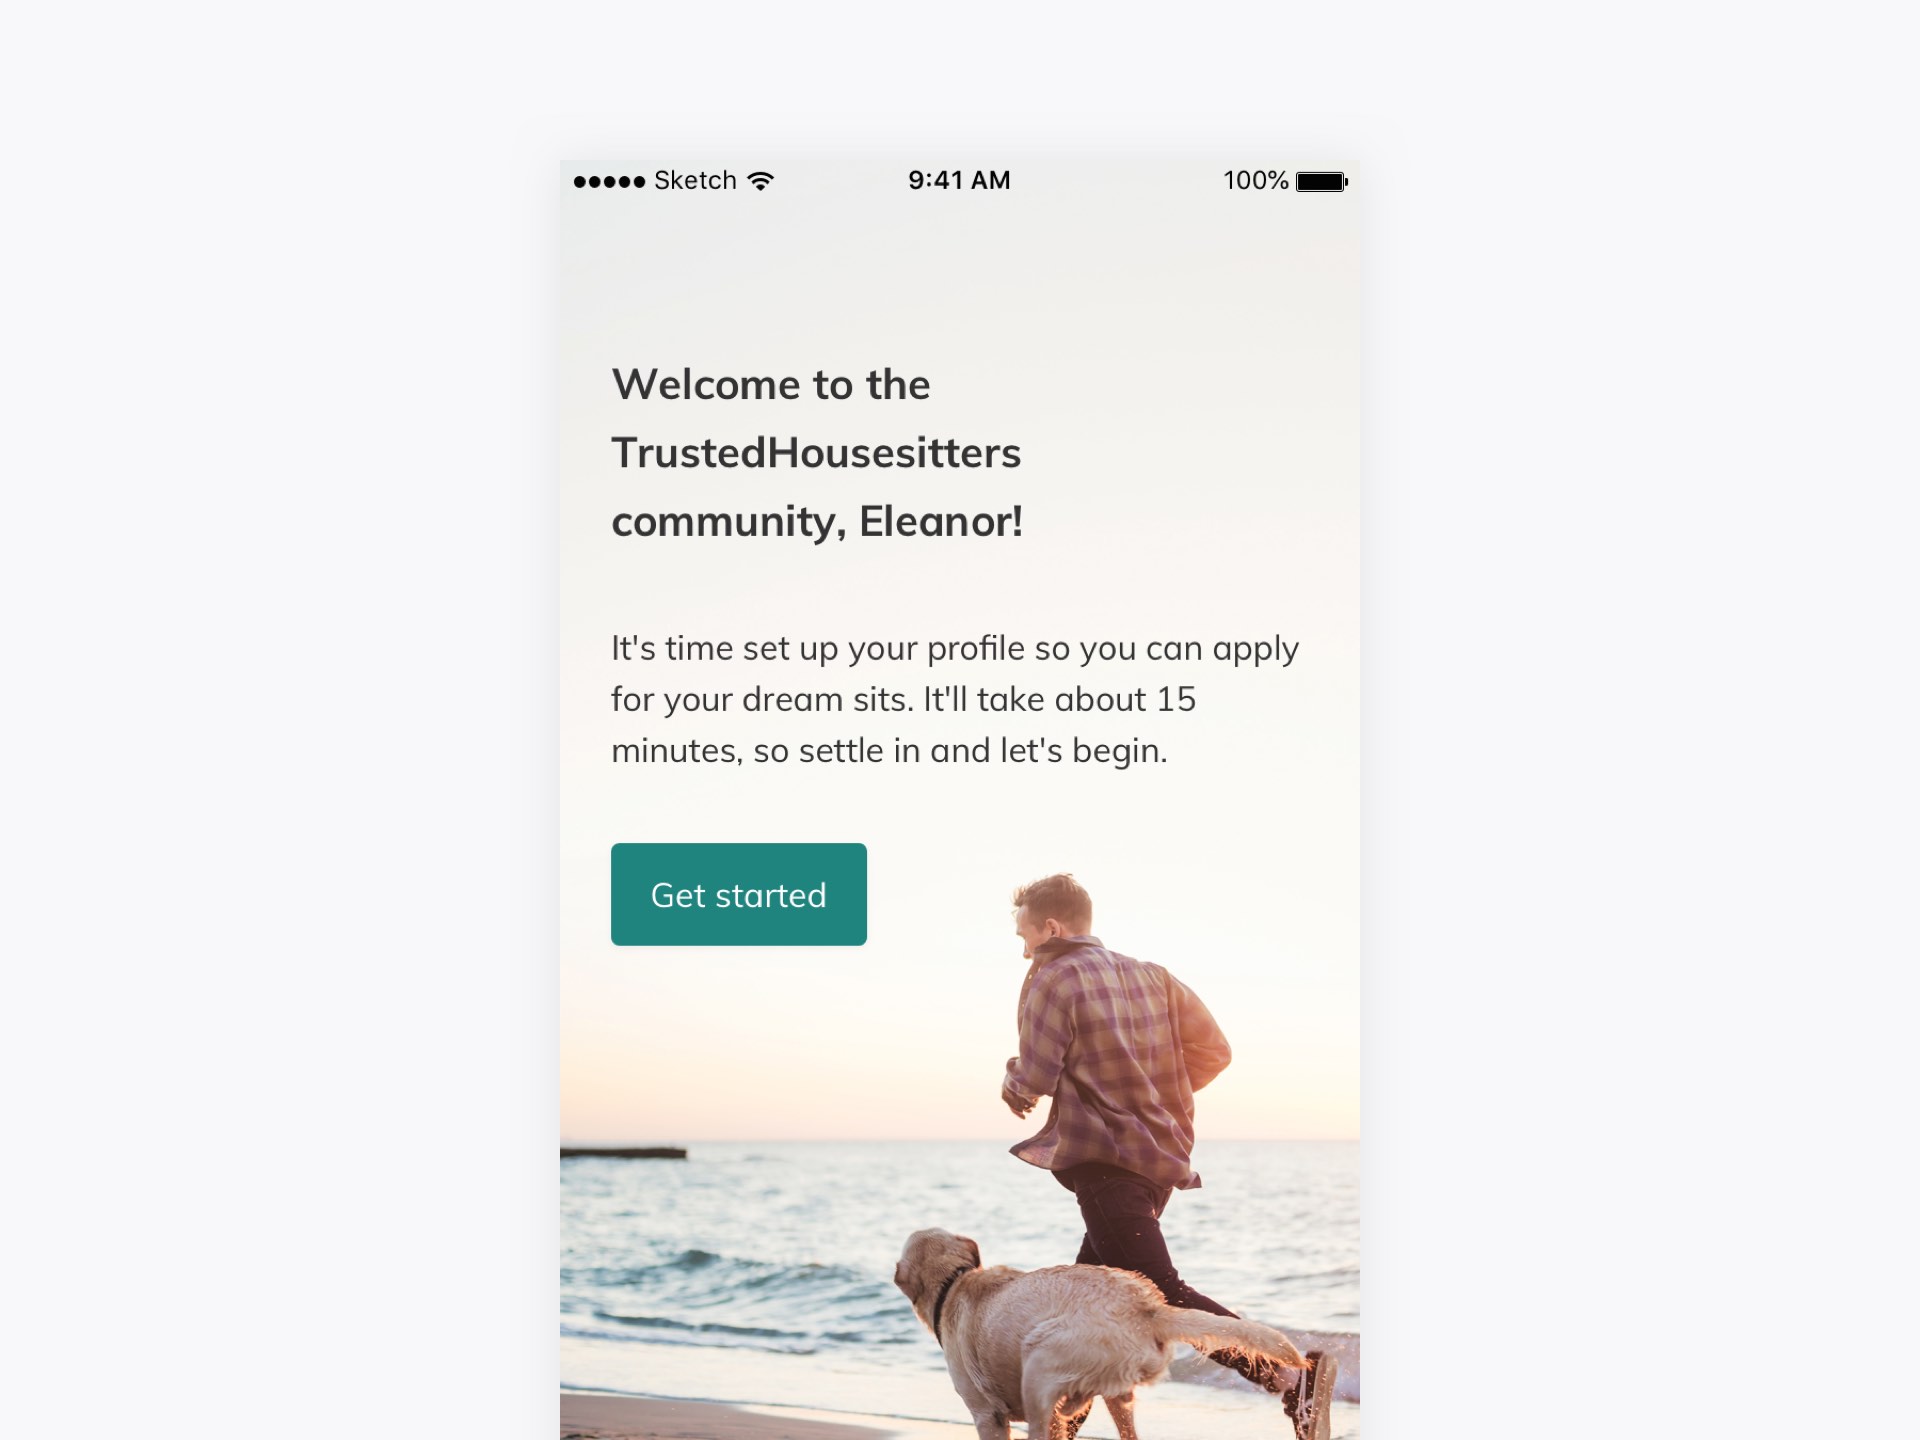 Sketch 9:41 AM 100%
Welcome to the
TrustedHousesitters
community, Eleanor!
It's time set up your profile so you can apply
for your dream sits. It'll take about 15
minutes, so settle in and let's begin.
Get started